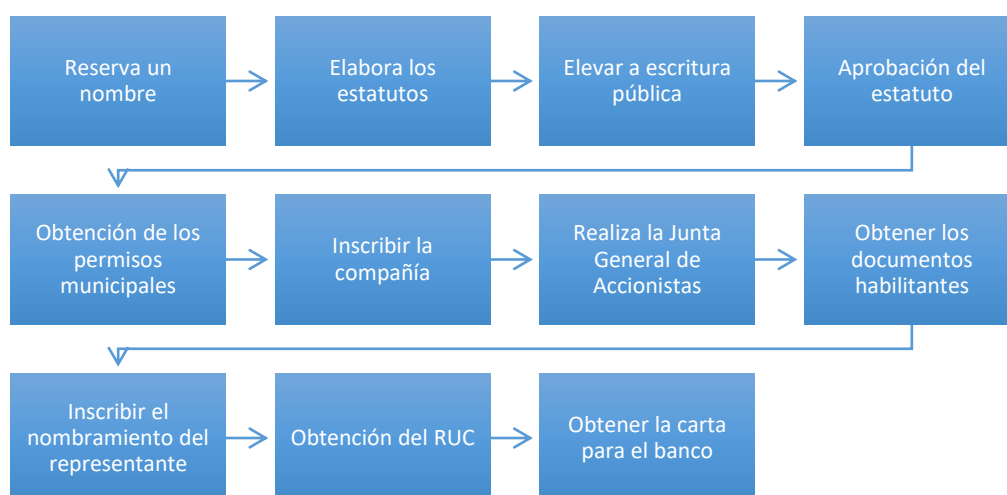 Reserva un
nombre
Elabora los
estatutos
Elevar a escritura
pública
Aprobación del
estatuto
Obtención de los
permisos
municipales
Inscribir la
compañía
Realiza la Junta
General de
Accionistas
Obtener los
documentos
habilitantes
Inscribir el
nombramiento del
representante
Obtención del RUC
Obtener la carta
para el banco